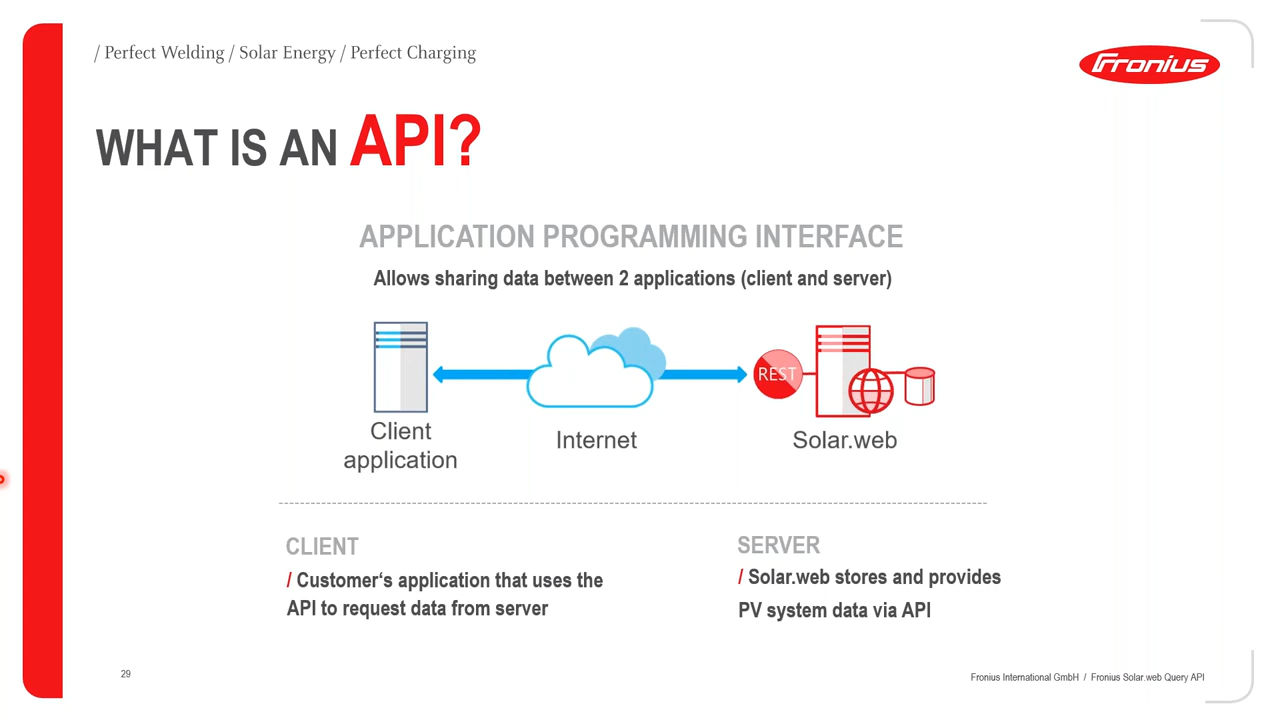 / Perfect Welding / Solar Energy / Perfect Charging
Fronius
WHAT IS AN API?
APPLICATION PROGRAMMING INTERFACE
Allows sharing data between 2 applications (client and server)
REST
Client
application
Internet
Solar.web
CLIENT
/ Customer‘s application that uses the
API to request data from server
SERVER
/ Solar.web stores and provides
PV system data via API
29
Fronius International GmbH / Fronius Solar.web Query API